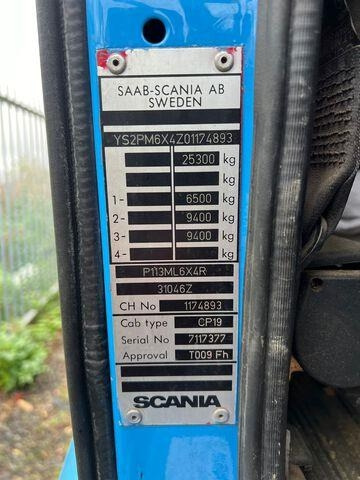 SAAB-SCANIA AB
SWEDEN
YS2PM6X4Z01174893
25300 kg
kg
1- 6500 kg
2- 9400 kg
3- 9400 kg
4- kg
P113ML6X4R
31046Z
CH No 1174893
Cab type CP19
Serial No 7117377
Approval T009 Fh
SCANIA